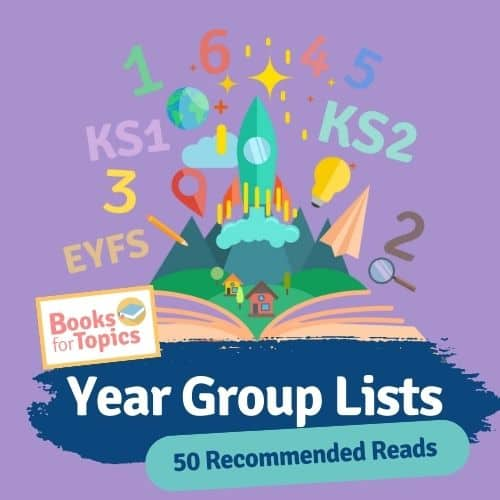 1
6
4
5
KS1
KS2
3
EYFS
2
Books
for Topics
Year Group Lists
50 Recommended Reads